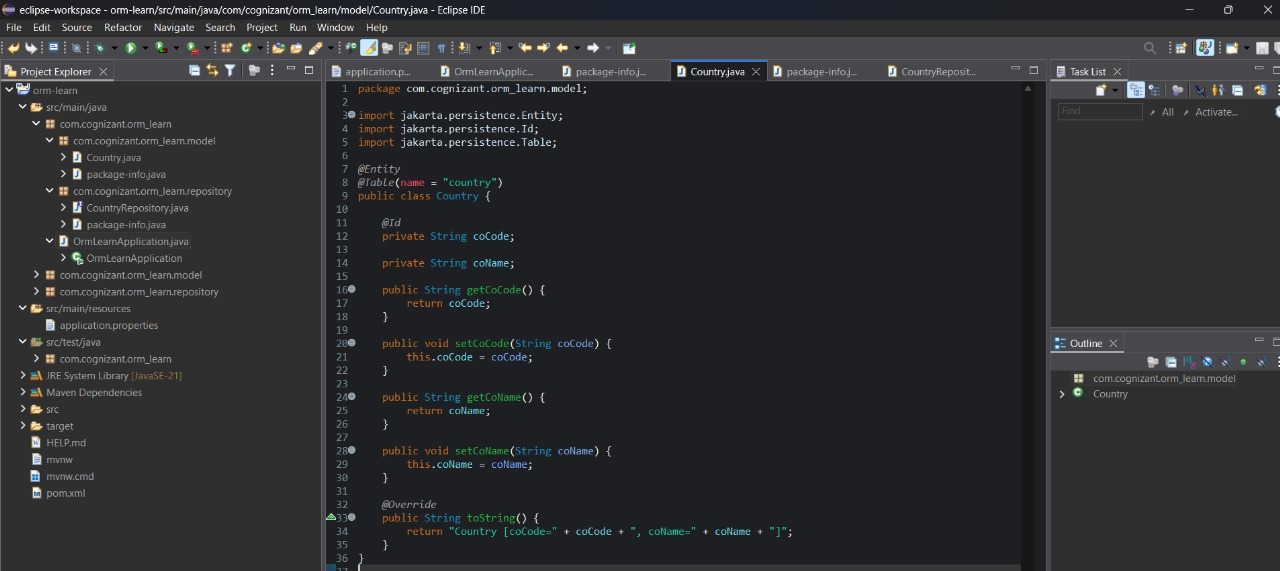 eclipse-workspace - orm-learn/src/main/java/com/cognizant/orm_learn/model/Country.java - Eclipse IDE
File Edit Source Refactor Navigate Search Project Run Window Help
Project Explorer
orm-learn
src/main/java
com.cognizant.orm_learn
com.cognizant.orm_learn.model
Country.java
package-info.java
com.cognizant.orm_learn.repository
CountryRepository.java
package-info.java
OrmLearnApplication.java
OrmLearnApplication
com.cognizant.orm_learn.model
com.cognizant.orm_learn.repository
src/main/resources
application.properties
src/test/java
com.cognizant.orm_learn
JRE System Library [JavaSE-21]
Maven Dependencies
src
target
HELP.md
mvnw
mvnw.cmd
pom.xml
application.p... OrmLearnApplic... package-info.j... Country.java package-info.j... CountryReposit...
1 package com.cognizant.orm_learn.model;
2
3 import jakarta.persistence.Entity;
4 import jakarta.persistence.Id;
5 import jakarta.persistence.Table;
6
7 @Entity
8 @Table(name = "country")
9 public class Country {
10
11 @Id
12 private String coCode;
13
14 private String coName;
15
16 public String getCoCode() {
17 return coCode;
18 }
19
20 public void setCoCode(String coCode) {
21 this.coCode = coCode;
22 }
23
24 public String getCoName() {
25 return coName;
26 }
27
28 public void setCoName(String coName) {
29 this.coName = coName;
30 }
31
32 @Override
33 public String toString() {
34 return "Country [coCode=" + coCode + ", coName=" + coName + "]";
35 }
36 }
37
Task List
Find All Activate...
Outline
com.cognizant.orm_learn.model
Country